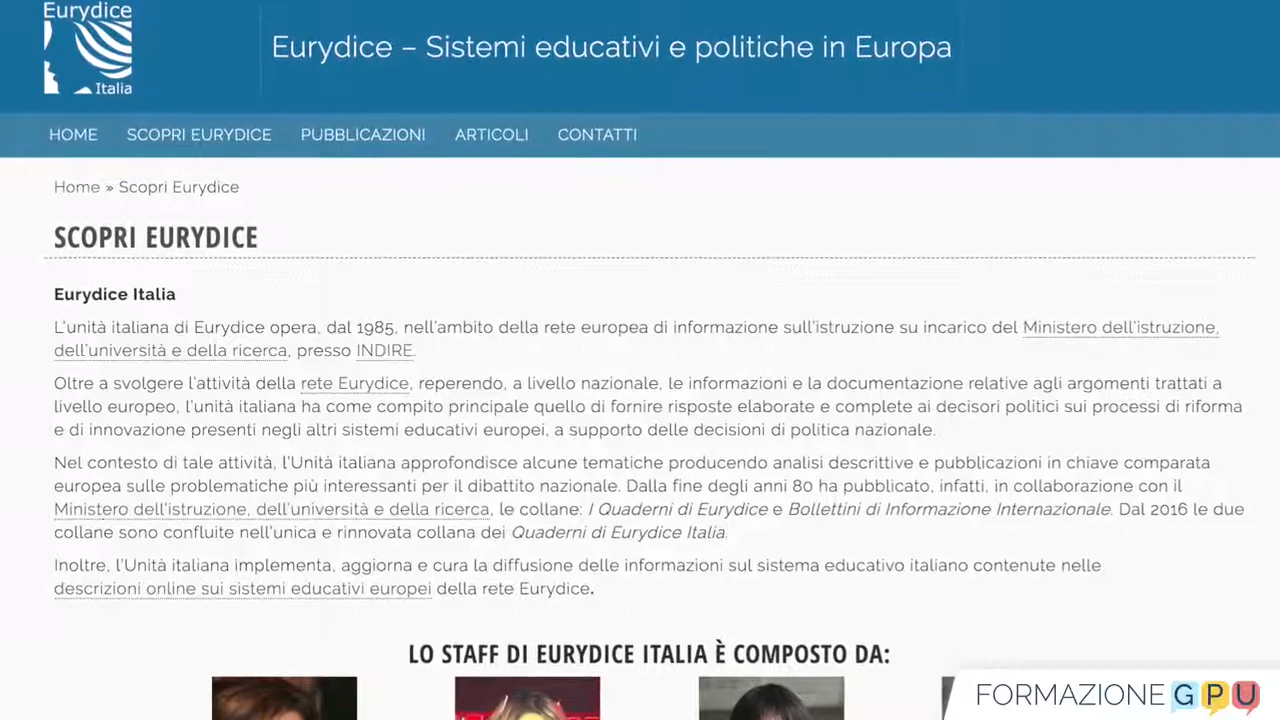 Eurydice
Italia
Eurydice – Sistemi educativi e politiche in Europa
HOME SCOPRI EURYDICE PUBBLICAZIONI ARTICOLI CONTATTI
Home » Scopri Eurydice
SCOPRI EURYDICE
Eurydice Italia
L'unità italiana di Eurydice opera, dal 1985, nell'ambito della rete europea di informazione sull'istruzione su incarico del Ministero dell'istruzione,
dell'università e della ricerca, presso INDIRE.
Oltre a svolgere l'attività della rete Eurydice, reperendo, a livello nazionale, le informazioni e la documentazione relative agli argomenti trattati a
livello europeo, l'unità italiana ha come compito principale quello di fornire risposte elaborate e complete ai decisori politici sui processi di riforma
e di innovazione presenti negli altri sistemi educativi europei, a supporto delle decisioni di politica nazionale.
Nel contesto di tale attività, l'Unità italiana approfondisce alcune tematiche producendo analisi descrittive e pubblicazioni in chiave comparata
europea sulle problematiche più interessanti per il dibattito nazionale. Dalla fine degli anni 80 ha pubblicato, infatti, in collaborazione con il
Ministero dell'istruzione, dell'università e della ricerca, le collane: I Quaderni di Eurydice e Bollettini di Informazione Internazionale. Dal 2016 le due
collane sono confluite nell'unica e rinnovata collana dei Quaderni di Eurydice Italia.
Inoltre, l'Unità italiana implementa, aggiorna e cura la diffusione delle informazioni sul sistema educativo italiano contenute nelle
descrizioni online sui sistemi educativi europei della rete Eurydice.
LO STAFF DI EURYDICE ITALIA È COMPOSTO DA:
FORMAZIONE GPU